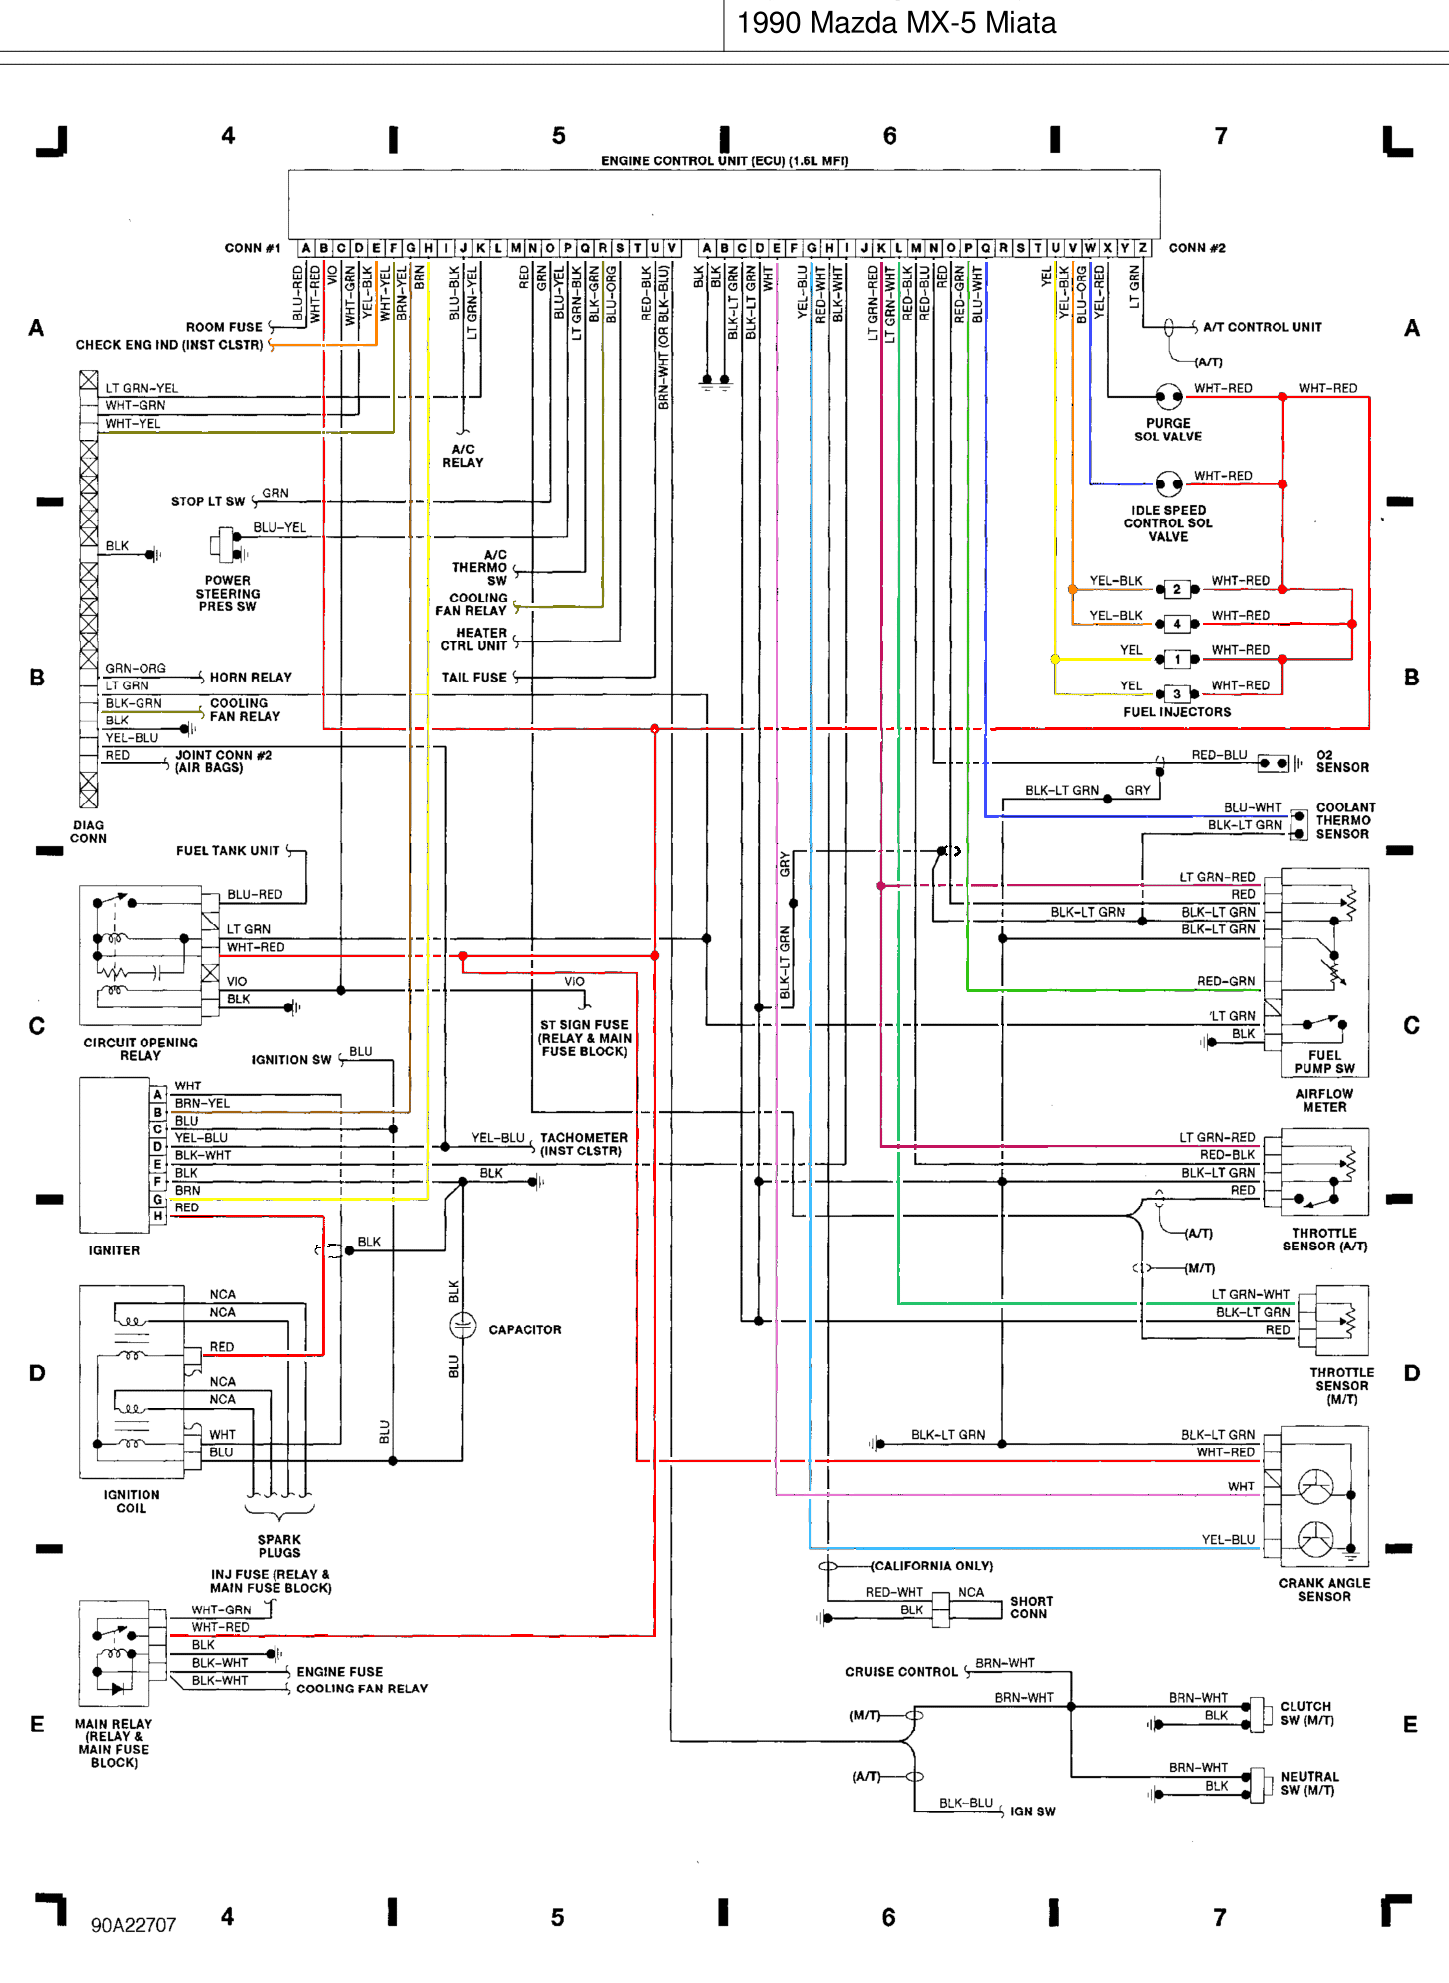 1990 Mazda MX-5 Miata
4 5 6 7
ENGINE CONTROL UNIT (ECU) (1.6L MFI)
CONN #1 A B C D E F G H I J K L M N O P Q R S T U V
A B C D E F G H I J K L M N O P Q R S T U V W X Y Z CONN #2
BLU-RED
WHT-RED
VIO
WHT-GRN
YEL-BLK
WHT-YEL
BRN-YEL
BRN
BLU-BLK
LT GRN-YEL
RED
GRN
BLU-YEL
LT GRN-BLK
BLK-GRN
BLU-ORG
RED-BLK
BRN-WHT (OR BLK-BLU)
BLK
BLK
BLK-LT GRN
BLK-LT GRN
WHT
YEL-BLU
RED-WHT
BLK-WHT
LT GRN-RED
LT GRN-WHT
RED-BLK
RED-BLU
RED
RED-GRN
BLU-WHT
YEL
YEL-BLK
BLU-ORG
YEL-RED
LT GRN
A
A
ROOM FUSE
CHECK ENG IND (INST CLSTR)
A/T CONTROL UNIT
(A/T)
LT GRN-YEL
WHT-GRN
WHT-YEL
A/C
RELAY
WHT-RED
WHT-RED
PURGE
SOL VALVE
WHT-RED
IDLE SPEED
CONTROL SOL
VALVE
STOP LT SW
GRN
BLU-YEL
BLK
POWER
STEERING
PRES SW
A/C
THERMO
SW
COOLING
FAN RELAY
HEATER
CTRL UNIT
TAIL FUSE
YEL-BLK
2
WHT-RED
YEL-BLK
4
WHT-RED
YEL
1
WHT-RED
YEL
3
WHT-RED
FUEL INJECTORS
B
B
GRN-ORG
HORN RELAY
LT GRN
BLK-GRN
COOLING
FAN RELAY
BLK
YEL-BLU
RED
JOINT CONN #2
(AIR BAGS)
DIAG
CONN
RED-BLU
O2
SENSOR
BLK-LT GRN
GRY
BLU-WHT
BLK-LT GRN
COOLANT
THERMO
SENSOR
FUEL TANK UNIT
BLU-RED
LT GRN
WHT-RED
VIO
BLK
VIO
CIRCUIT OPENING
RELAY
ST SIGN FUSE
(RELAY & MAIN
FUSE BLOCK)
GRY
BLK-LT GRN
LT GRN-RED
RED
BLK-LT GRN
BLK-LT GRN
BLK-LT GRN
RED-GRN
LT GRN
BLK
FUEL
PUMP SW
AIRFLOW
METER
C
C
IGNITION SW
BLU
A
WHT
B
BRN-YEL
C
BLU
D
YEL-BLU
E
BLK-WHT
F
BLK
G
BRN
H
RED
IGNITER
YEL-BLU
TACHOMETER
(INST CLSTR)
BLK
BLK
LT GRN-RED
RED-BLK
BLK-LT GRN
RED
THROTTLE
SENSOR (A/T)
(A/T)
(M/T)
NCA
NCA
RED
NCA
NCA
WHT
BLU
IGNITION
COIL
SPARK
PLUGS
BLK
CAPACITOR
BLU
BLU
LT GRN-WHT
BLK-LT GRN
RED
THROTTLE
SENSOR
(M/T)
D
D
BLK-LT GRN
BLK-LT GRN
WHT-RED
WHT
YEL-BLU
CRANK ANGLE
SENSOR
INJ FUSE (RELAY &
MAIN FUSE BLOCK)
WHT-GRN
WHT-RED
BLK
BLK-WHT
ENGINE FUSE
BLK-WHT
COOLING FAN RELAY
MAIN RELAY
(RELAY &
MAIN FUSE
BLOCK)
(CALIFORNIA ONLY)
RED-WHT
NCA
BLK
SHORT
CONN
CRUISE CONTROL
BRN-WHT
BRN-WHT
(M/T)
(A/T)
BLK-BLU
IGN SW
BRN-WHT
BLK
CLUTCH
SW (M/T)
BRN-WHT
BLK
NEUTRAL
SW (M/T)
E
E
90A22707
4 5 6 7